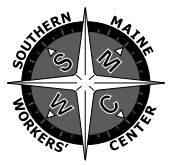 SOUTHERN MAINE
WORKERS' CENTER
S M
W C